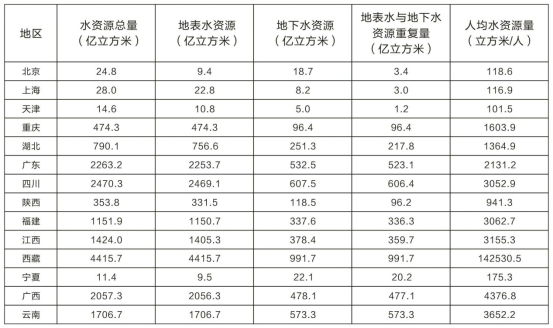 地区 水资源总量（亿立方米） 地表水资源（亿立方米） 地下水资源（亿立方米） 地表水与地下水资源重复量（亿立方米） 人均水资源量（立方米/人）
北京 24.8 9.4 18.7 3.4 118.6
上海 28.0 22.8 8.2 3.0 116.9
天津 14.6 10.8 5.0 1.2 101.5
重庆 474.3 474.3 96.4 96.4 1603.9
湖北 790.1 756.6 251.3 217.8 1364.9
广东 2263.2 2253.7 532.5 523.1 2131.2
四川 2470.3 2469.1 607.5 606.4 3052.9
陕西 353.8 331.5 118.5 96.2 941.3
福建 1151.9 1150.7 337.6 336.3 3062.7
江西 1424.0 1405.3 378.4 359.7 3155.3
西藏 4415.7 4415.7 991.7 991.7 142530.5
宁夏 11.4 9.5 22.1 20.2 175.3
广西 2057.3 2056.3 478.1 477.1 4376.8
云南 1706.7 1706.7 573.3 573.3 3652.2